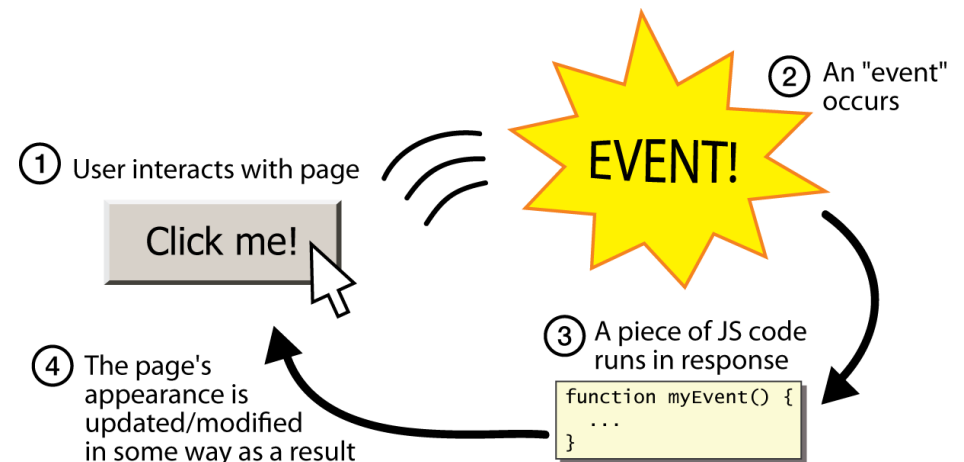 1 User interacts with page
Click me!
EVENT!
2 An "event"
occurs
3 A piece of JS code
runs in response
function myEvent() {
...
}
4 The page's
appearance is
updated/modified
in some way as a result